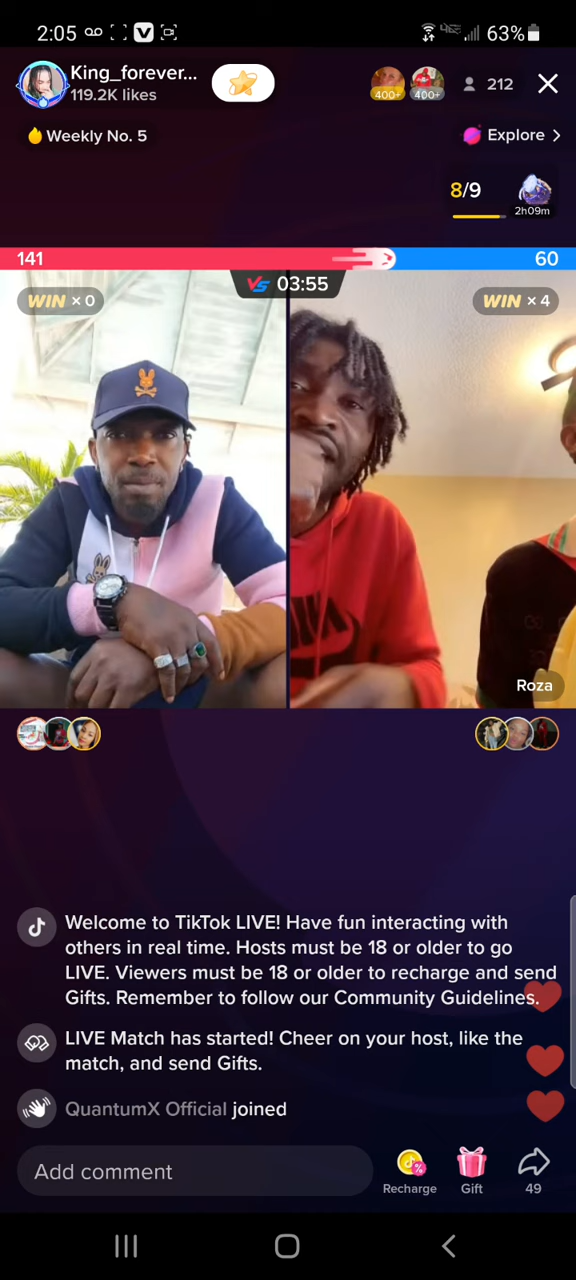 2:05
63%
King_forever...
119.2K likes
400+
400+
212
Weekly No. 5
Explore >
8/9
2h09m
141
60
VS 03:55
WIN x 0
WIN x 4
Roza
Welcome to TikTok LIVE! Have fun interacting with
others in real time. Hosts must be 18 or older to go
LIVE. Viewers must be 18 or older to recharge and send
Gifts. Remember to follow our Community Guidelines.
LIVE Match has started! Cheer on your host, like the
match, and send Gifts.
QuantumX Official joined
Add comment
Recharge
Gift
49